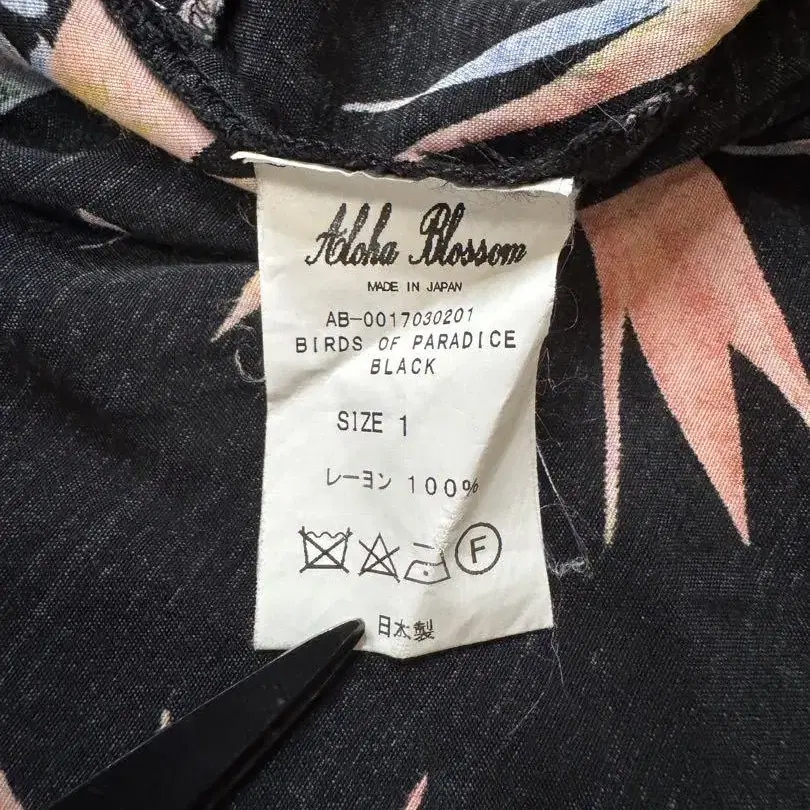 Aloha Blossom
MADE IN JAPAN
AB-0017030201
BIRDS OF PARADICE
BLACK
SIZE 1
レーヨン 100%
F
日本製